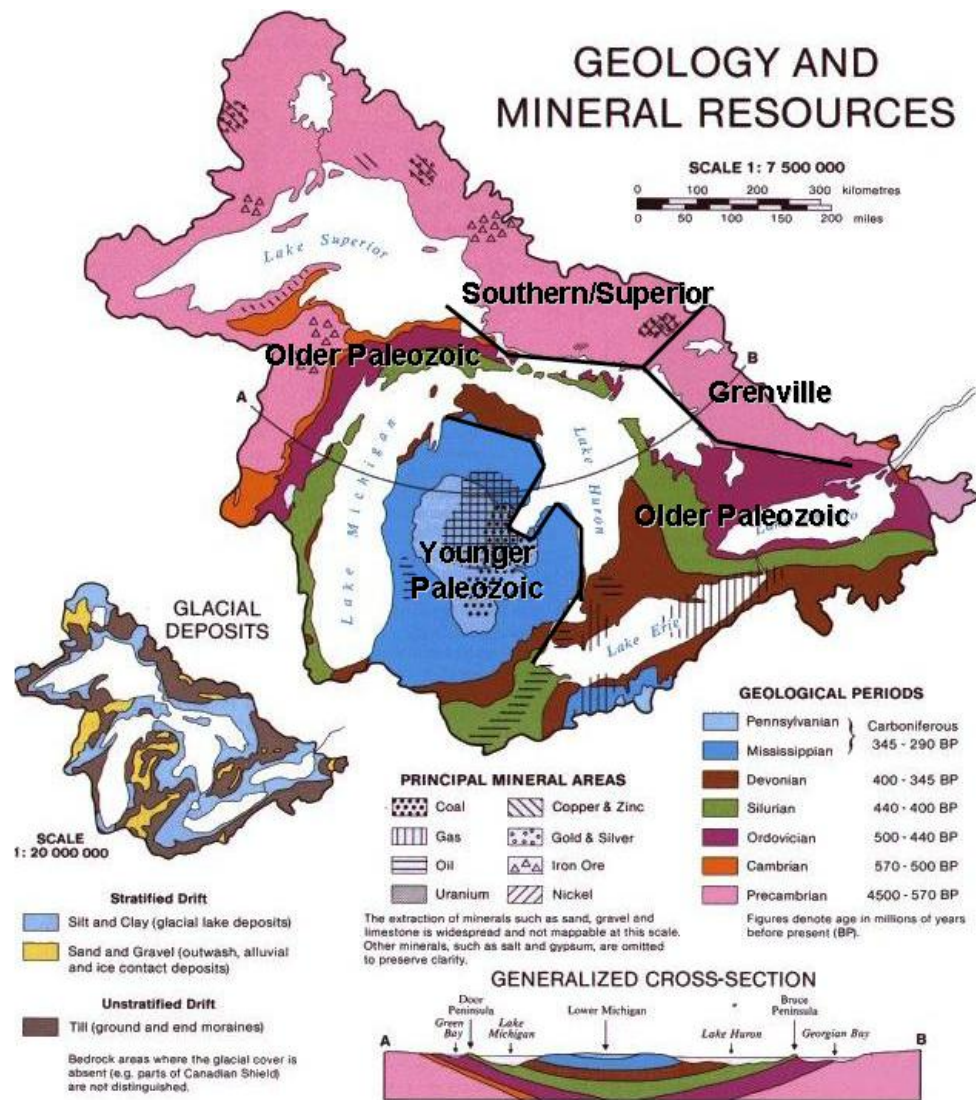 GEOLOGY AND
MINERAL RESOURCES
SCALE 1: 7 500 000
0 100 200 300 kilometres
0 50 100 150 200 miles
Lake Superior
Southern/Superior
Older Paleozoic
B
Grenville
A
Lake Michigan
Lake Huron
Older Paleozoic
Younger
Paleozoic
Lake Erie
GLACIAL
DEPOSITS
SCALE
1: 20 000 000
Stratified Drift
Silt and Clay (glacial lake deposits)
Sand and Gravel (outwash, alluvial
and ice contact deposits)
Unstratified Drift
Till (ground and end moraines)
Bedrock areas where the glacial cover is
absent (e.g. parts of Canadian Shield)
are not distinguished.
PRINCIPAL MINERAL AREAS
Coal
Copper & Zinc
Gas
Gold & Silver
Oil
Iron Ore
Uranium
Nickel
The extraction of minerals such as sand, gravel and
limestone is widespread and not mappable at this scale.
Other minerals, such as salt and gypsum, are omitted
to preserve clarity.
GEOLOGICAL PERIODS
Pennsylvanian
Mississippian
Carboniferous
345 - 290 BP
Devonian 400 - 345 BP
Silurian 440 - 400 BP
Ordovician 500 - 440 BP
Cambrian 570 - 500 BP
Precambrian 4500 - 570 BP
Figures denote age in millions of years
before present (BP).
GENERALIZED CROSS-SECTION
Door
Peninsula
Green
Bay
Lake
Michigan
Lower Michigan
Lake Huron
Bruce
Peninsula
Georgian Bay
A
B